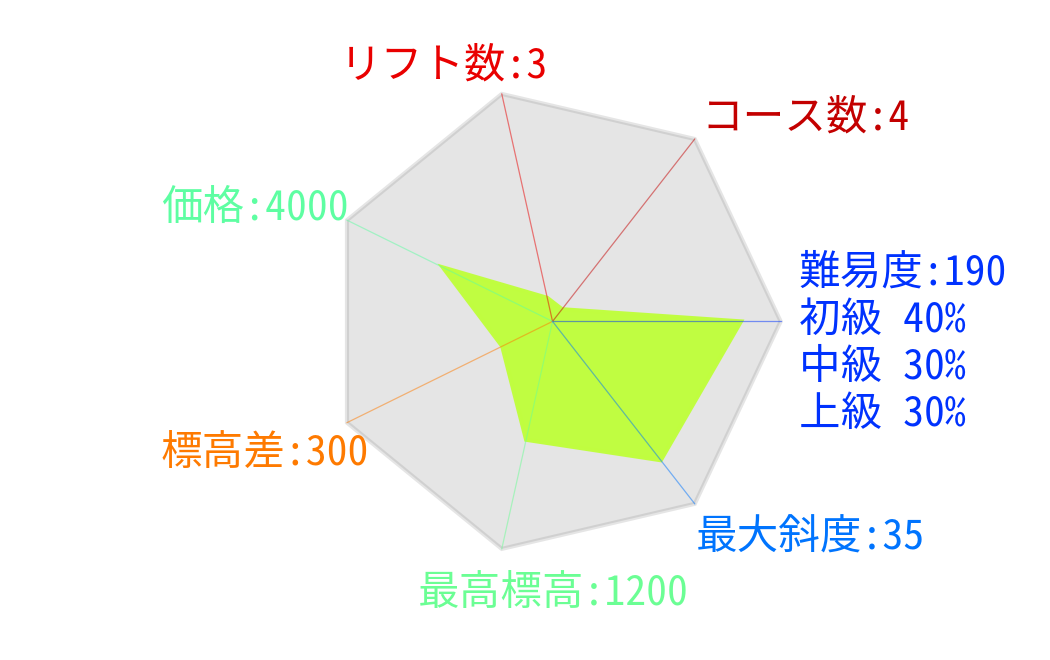 リフト数:3
コース数:4
価格:4000
難易度:190
初級 40%
中級 30%
上級 30%
標高差:300
最大斜度:35
最高標高:1200